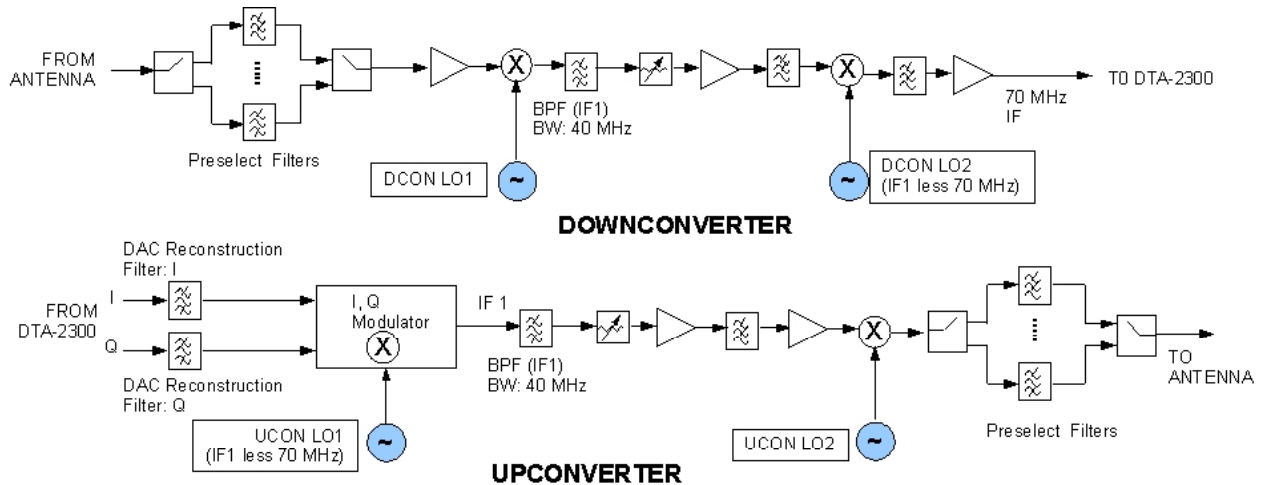 FROM
ANTENNA
Preselect Filters
X
BPF (IF1)
BW: 40 MHz
DCON LO1
~
X
DCON LO2
(IF1 less 70 MHz)
~
70 MHz
IF
TO DTA-2300
DOWNCONVERTER
DAC Reconstruction
Filter: I
FROM
DTA-2300
I
Q
DAC Reconstruction
Filter: Q
I, Q
Modulator
X
UCON LO1
(IF1 less 70 MHz)
~
IF 1
BPF (IF1)
BW: 40 MHz
X
UCON LO2
~
Preselect Filters
TO
ANTENNA
UPCONVERTER